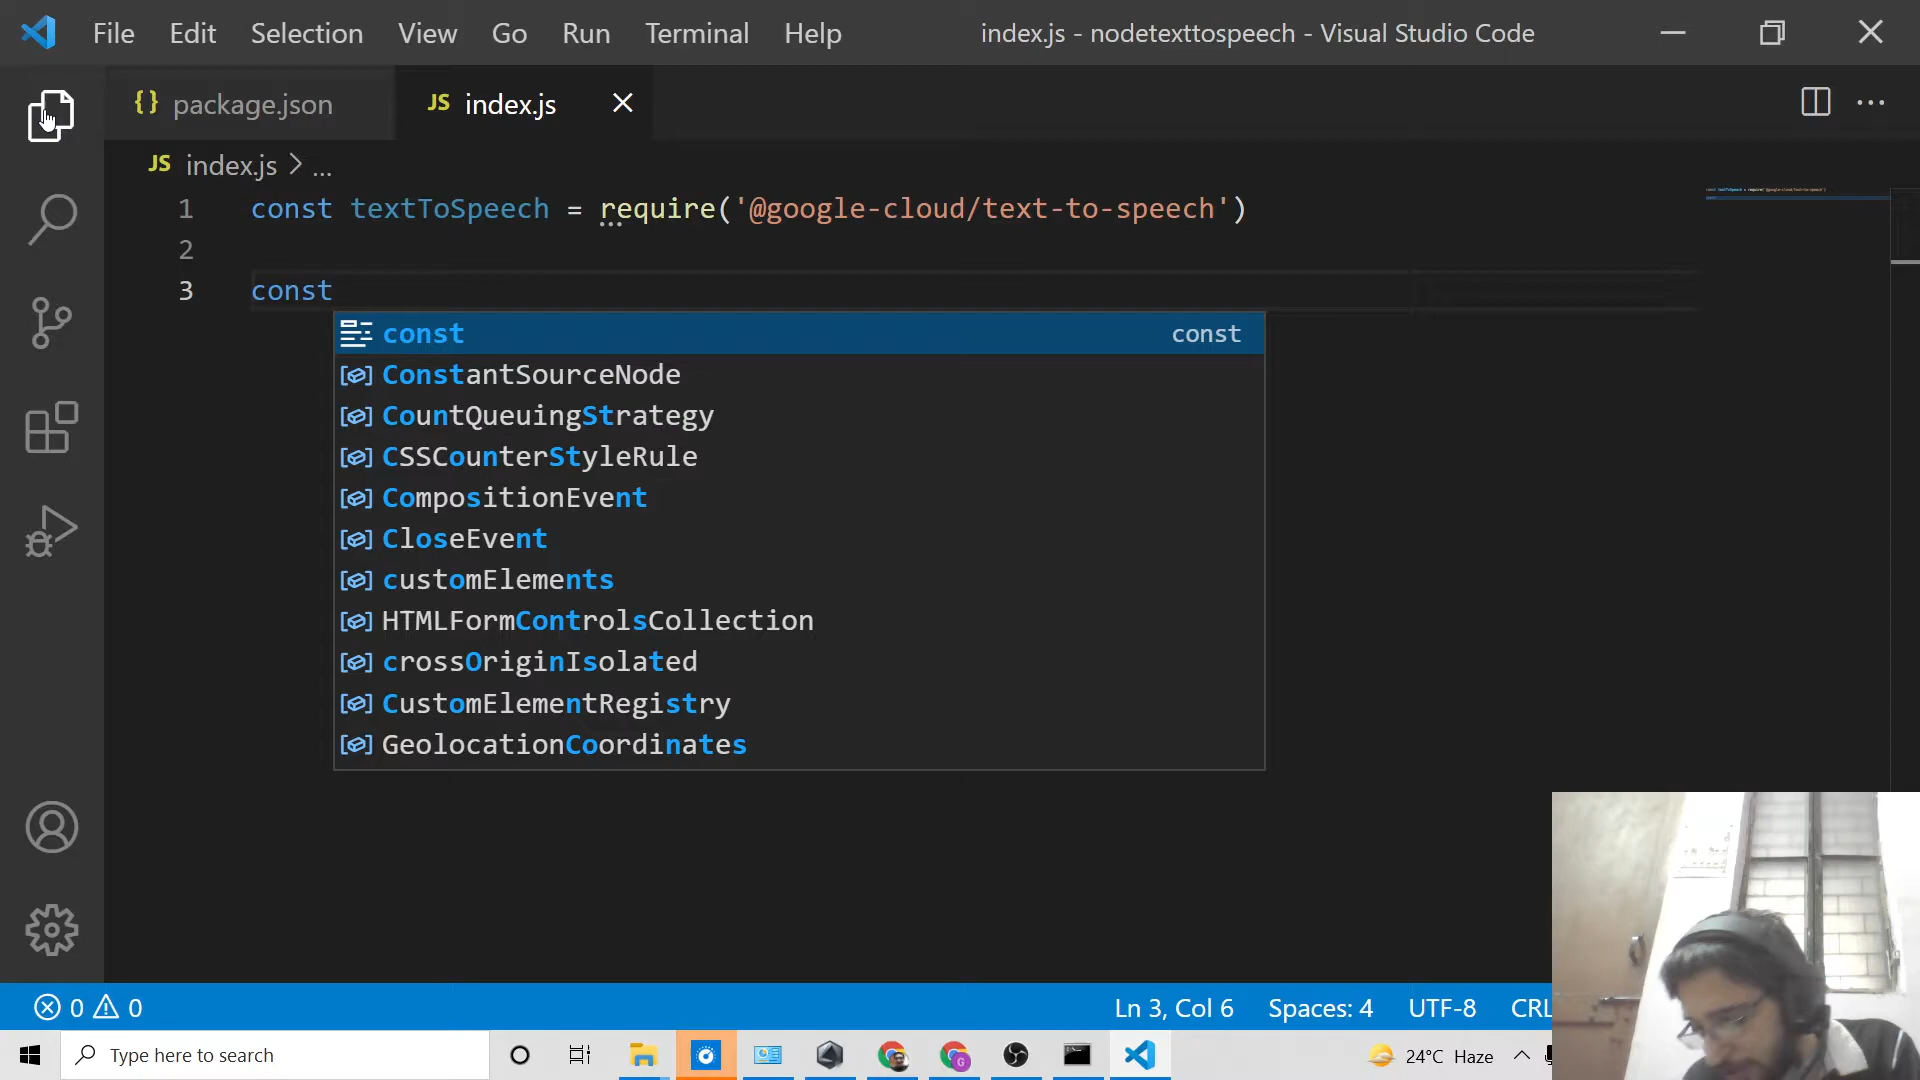 File Edit Selection View Go Run Terminal Help index.js - nodetexttospeech - Visual Studio Code
{} package.json JS index.js
JS index.js > ...
1 const textToSpeech = require('@google-cloud/text-to-speech')
2
3 const
const const
ConstantSourceNode
CountQueuingStrategy
CSSCounterStyleRule
CompositionEvent
CloseEvent
customElements
HTMLFormControlsCollection
crossOriginIsolated
CustomElementRegistry
GeolocationCoordinates
0 0 Ln 3, Col 6 Spaces: 4 UTF-8 CRL
Type here to search 24°C Haze